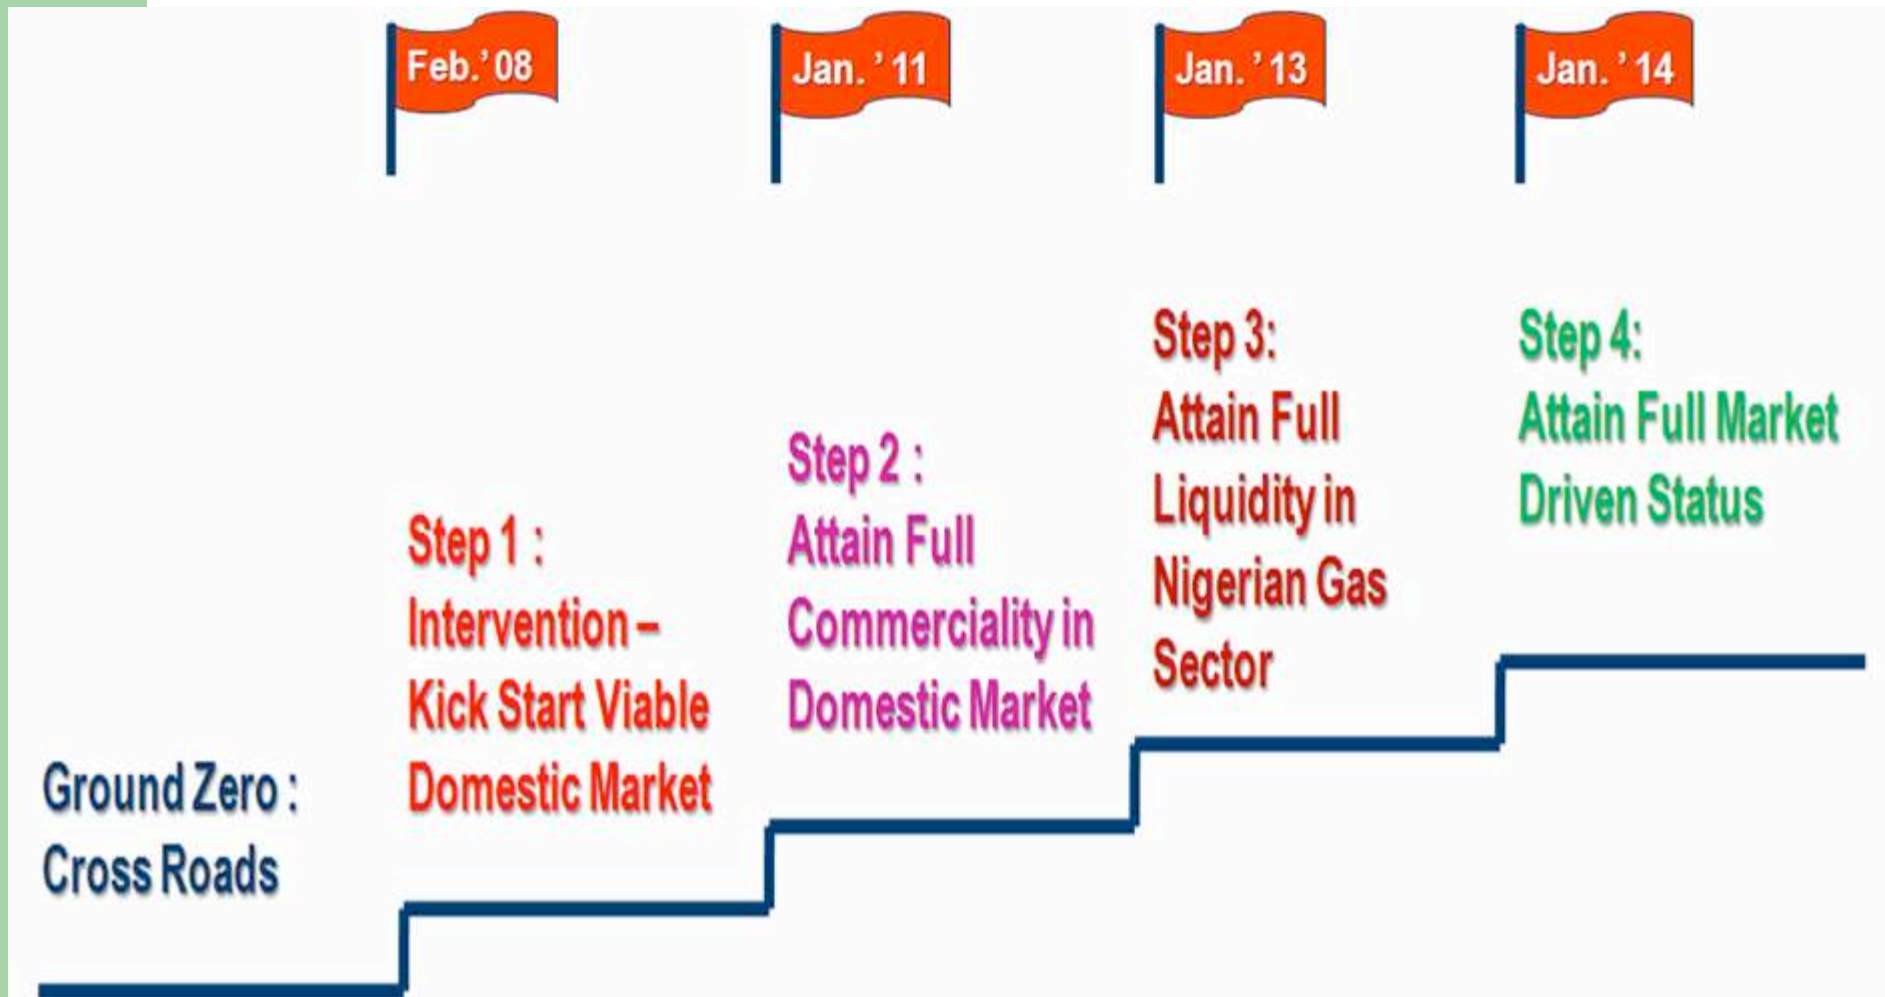 Feb.’08
Jan. ’11
Jan. ’13
Jan. ’14
Ground Zero :
Cross Roads
Step 1 :
Intervention –
Kick Start Viable
Domestic Market
Step 2 :
Attain Full
Commerciality in
Domestic Market
Step 3:
Attain Full
Liquidity in
Nigerian Gas
Sector
Step 4:
Attain Full Market
Driven Status